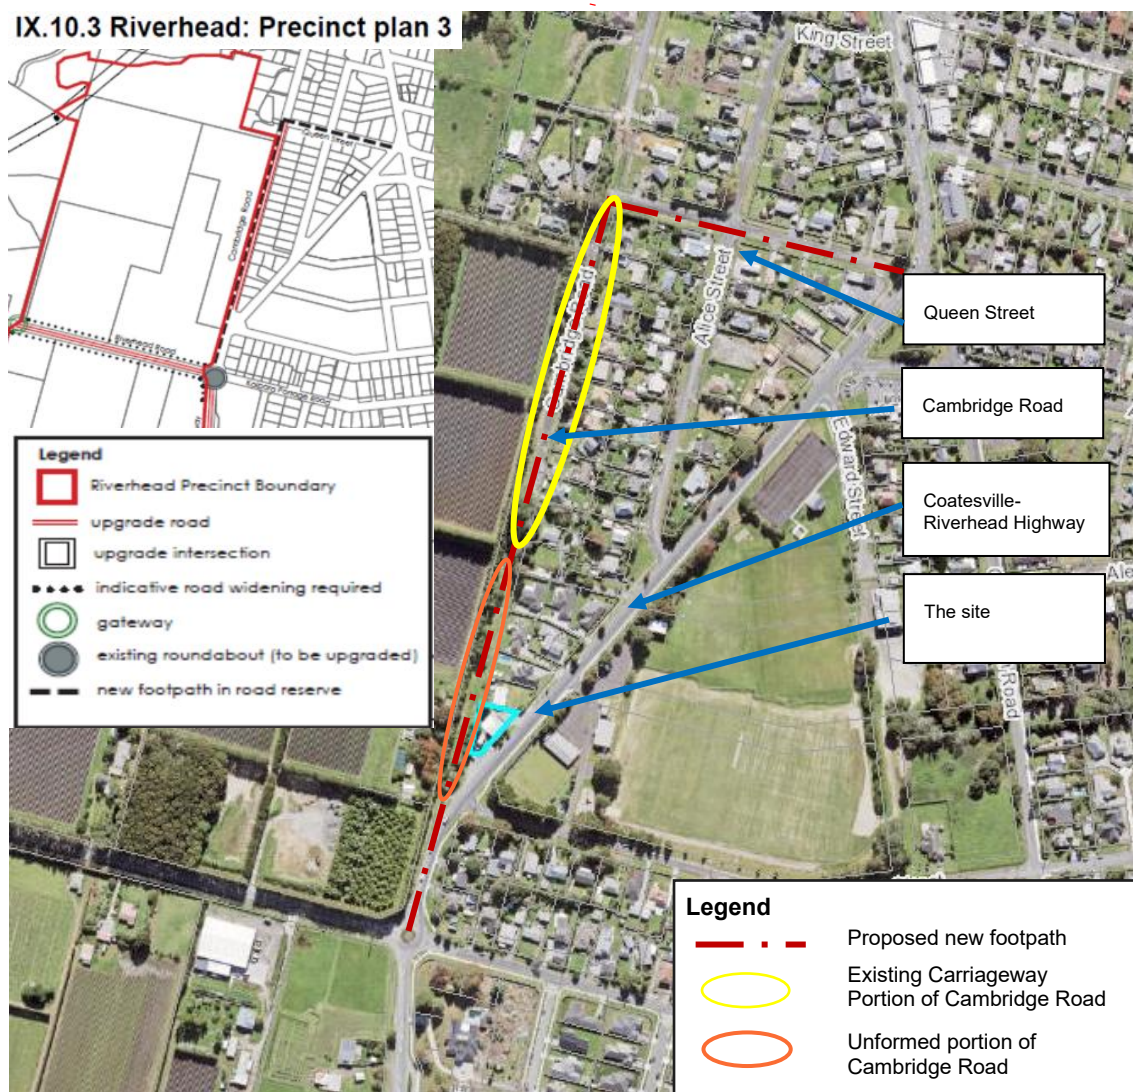 IX.10.3 Riverhead: Precinct plan 3
Queen Street
Cambridge Road
Riverhead Road
Legend
Riverhead Precinct Boundary
upgrade road
upgrade intersection
indicative road widening required
gateway
existing roundabout (to be upgraded)
new footpath in road reserve
King Street
Alice Street
Edward Street
Road
Queen Street
Cambridge Road
Coatesville-
Riverhead Highway
The site
Legend
Proposed new footpath
Existing Carriageway
Portion of Cambridge Road
Unformed portion of
Cambridge Road